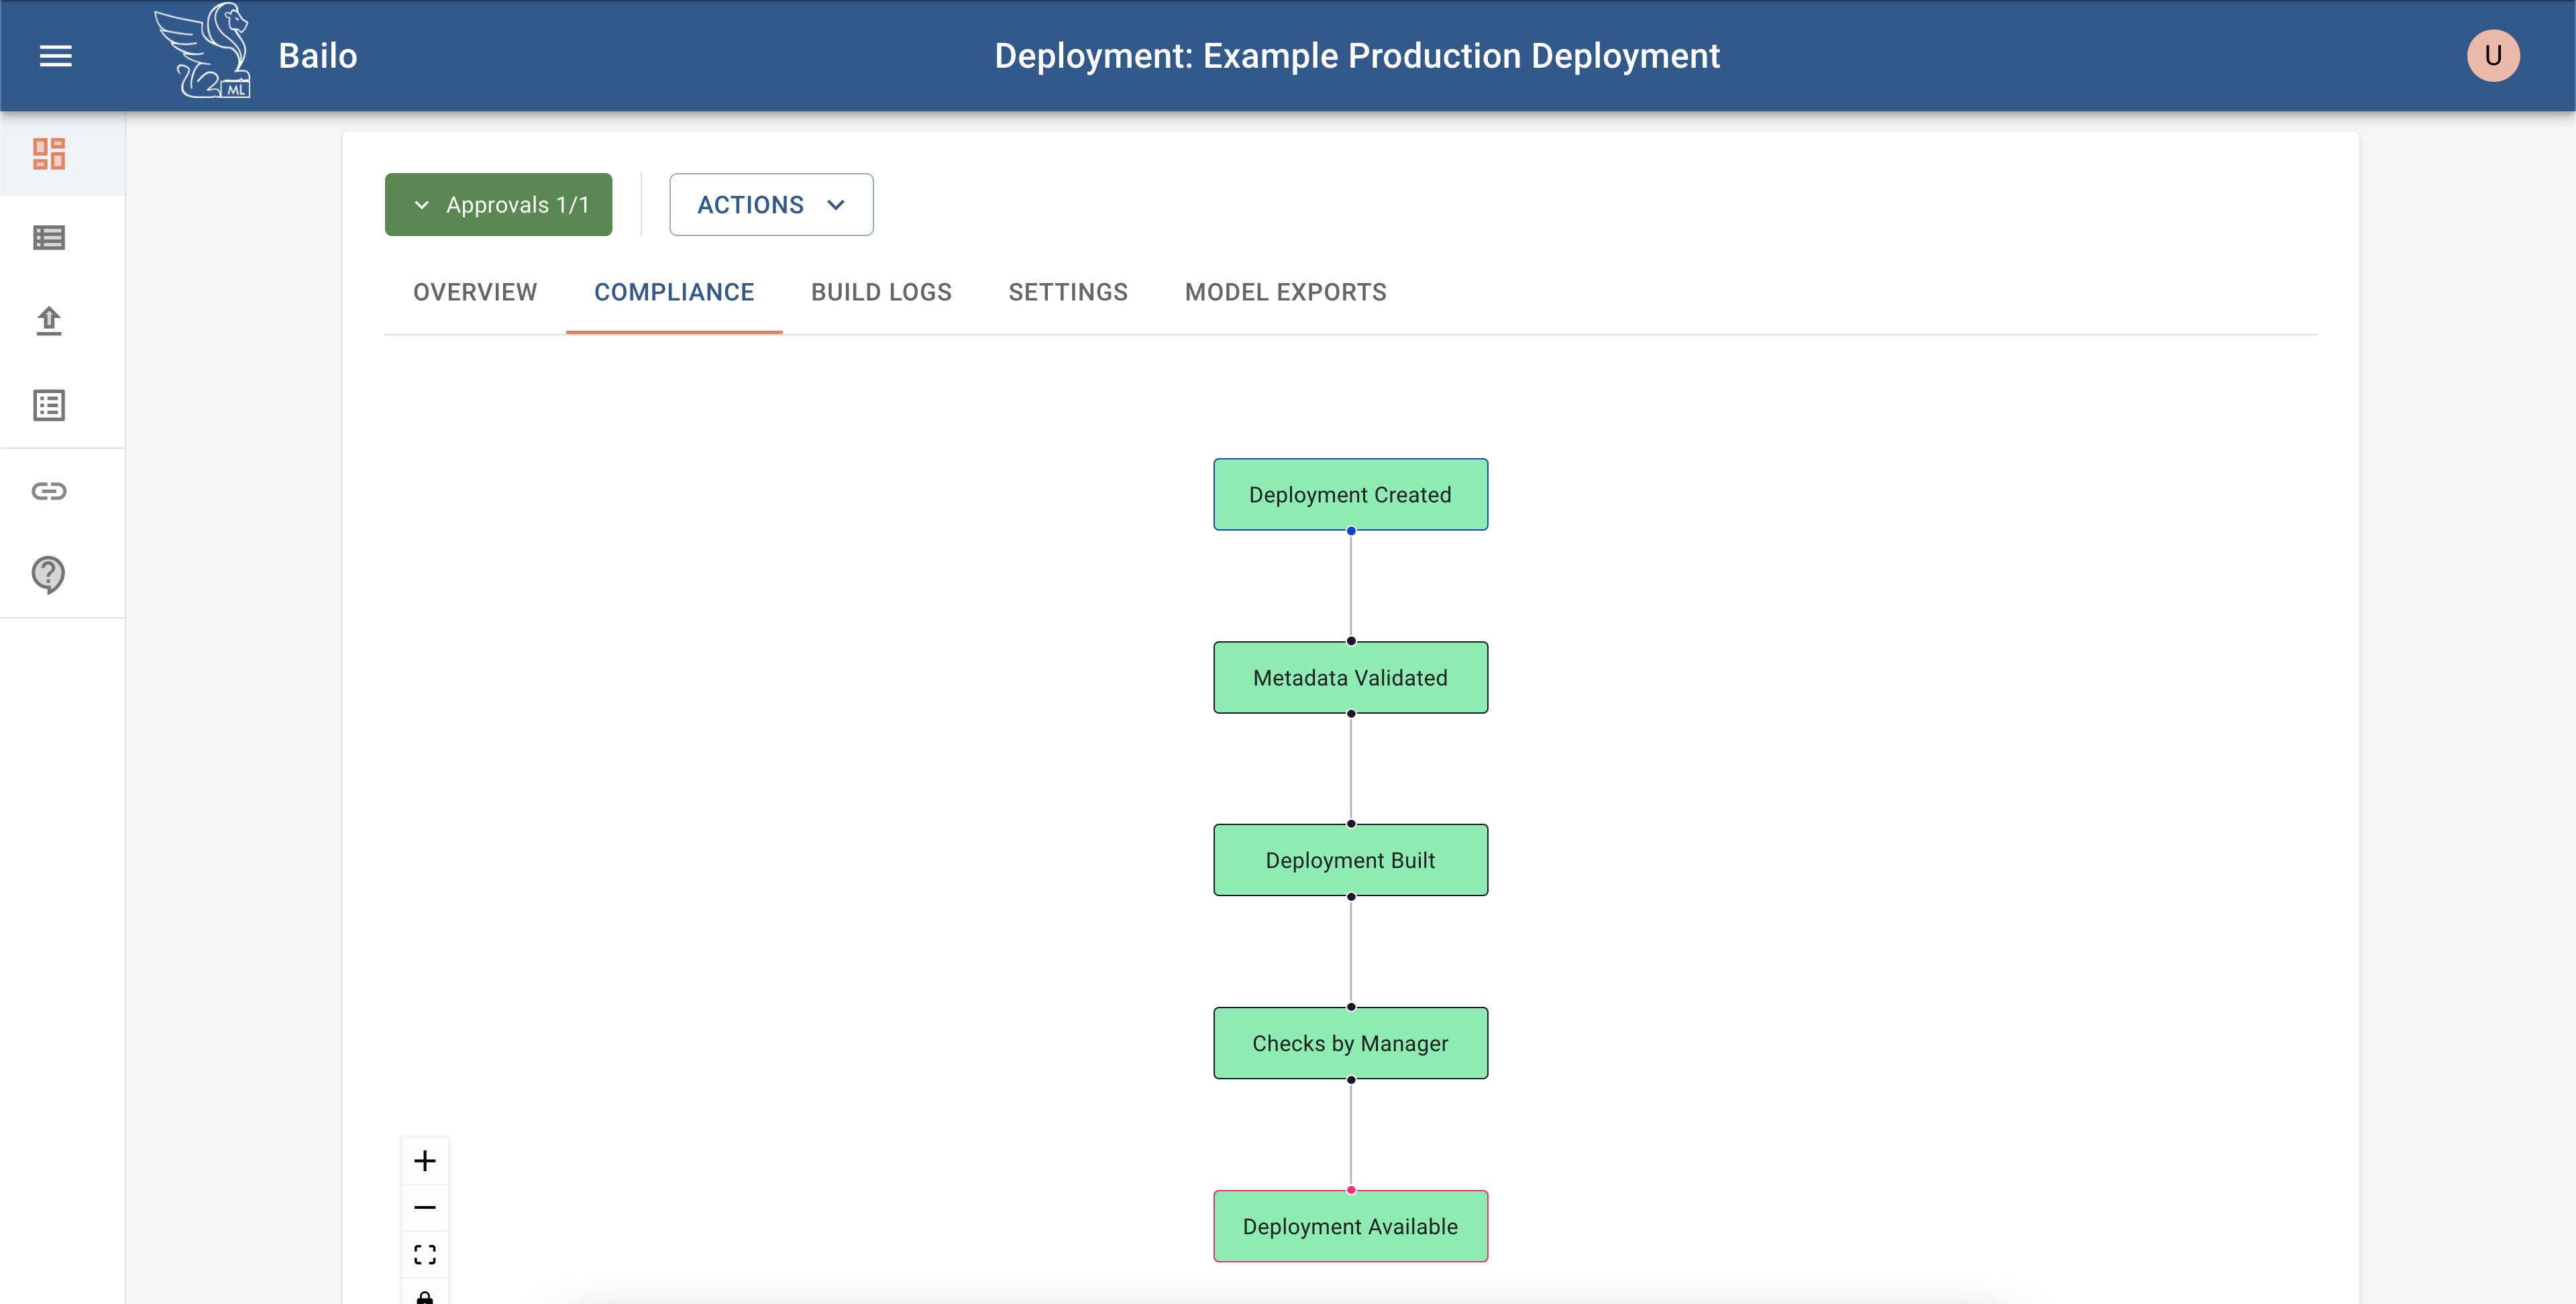 ML
Bailo
Deployment: Example Production Deployment
U
Approvals 1/1
ACTIONS
OVERVIEW COMPLIANCE BUILD LOGS SETTINGS MODEL EXPORTS
Deployment Created
Metadata Validated
Deployment Built
Checks by Manager
Deployment Available